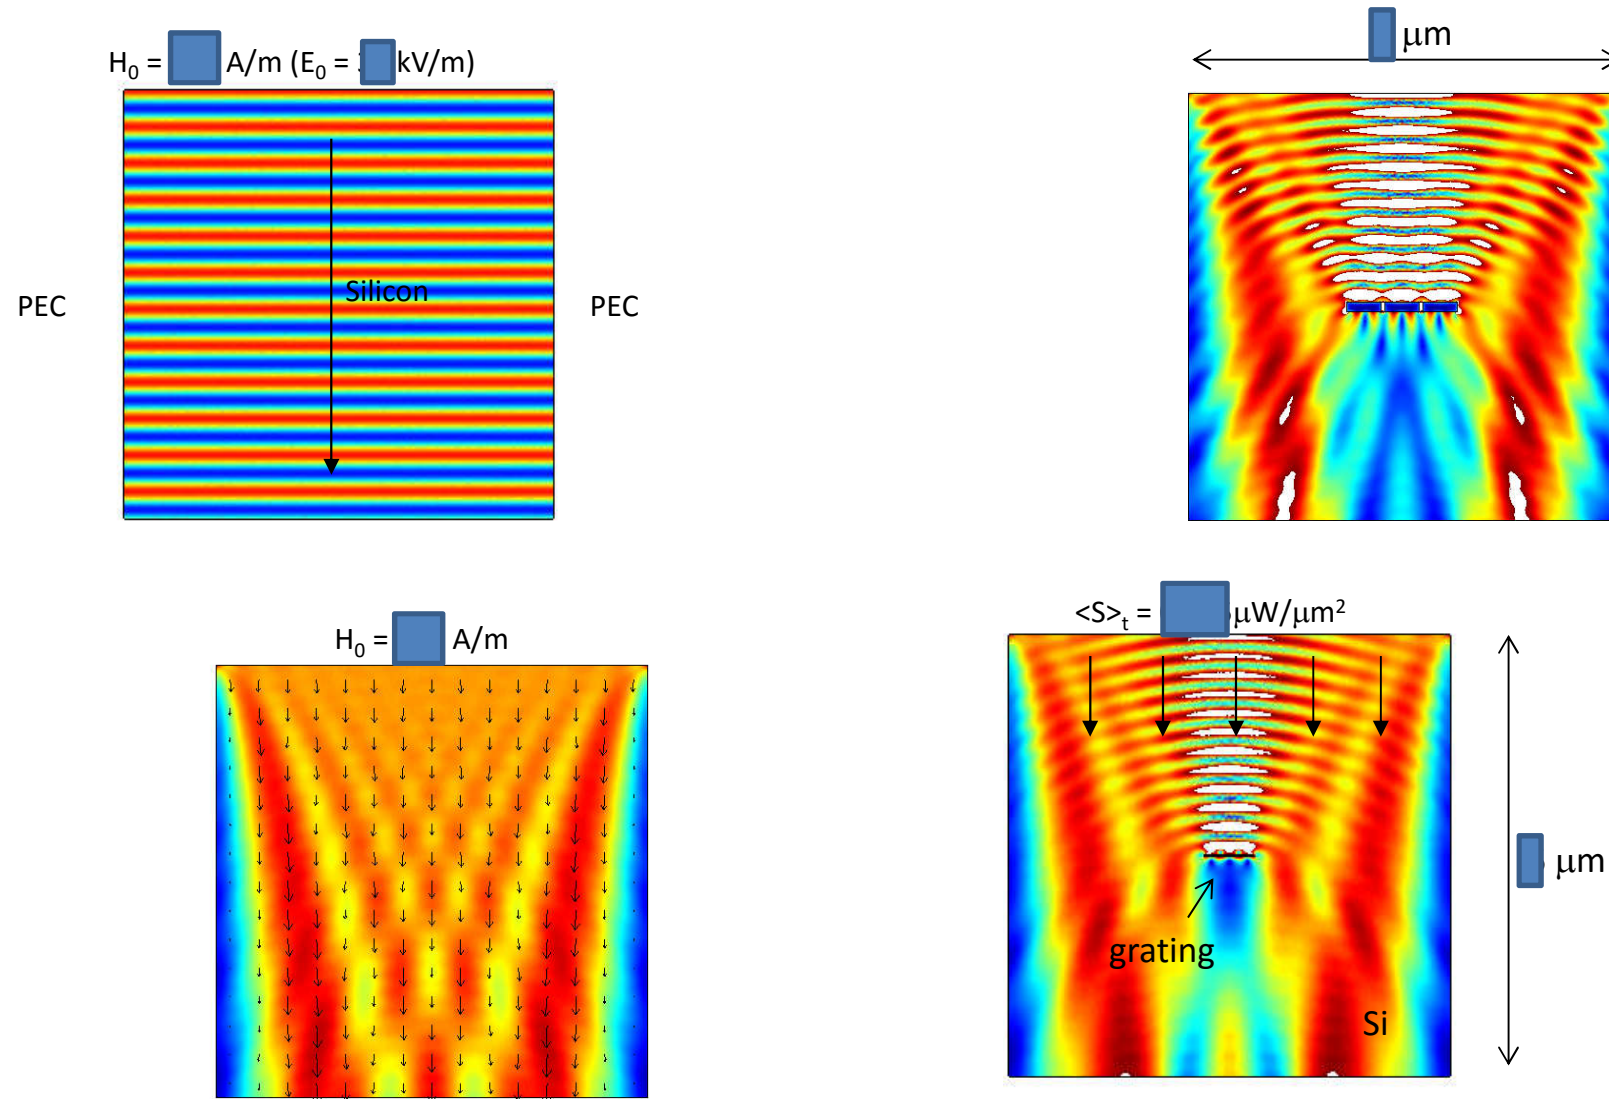 H₀ = A/m (E₀ = kV/m)
μm
Silicon
PEC
PEC
H₀ = A/m
<S>ₜ = μW/μm²
μm
grating
Si